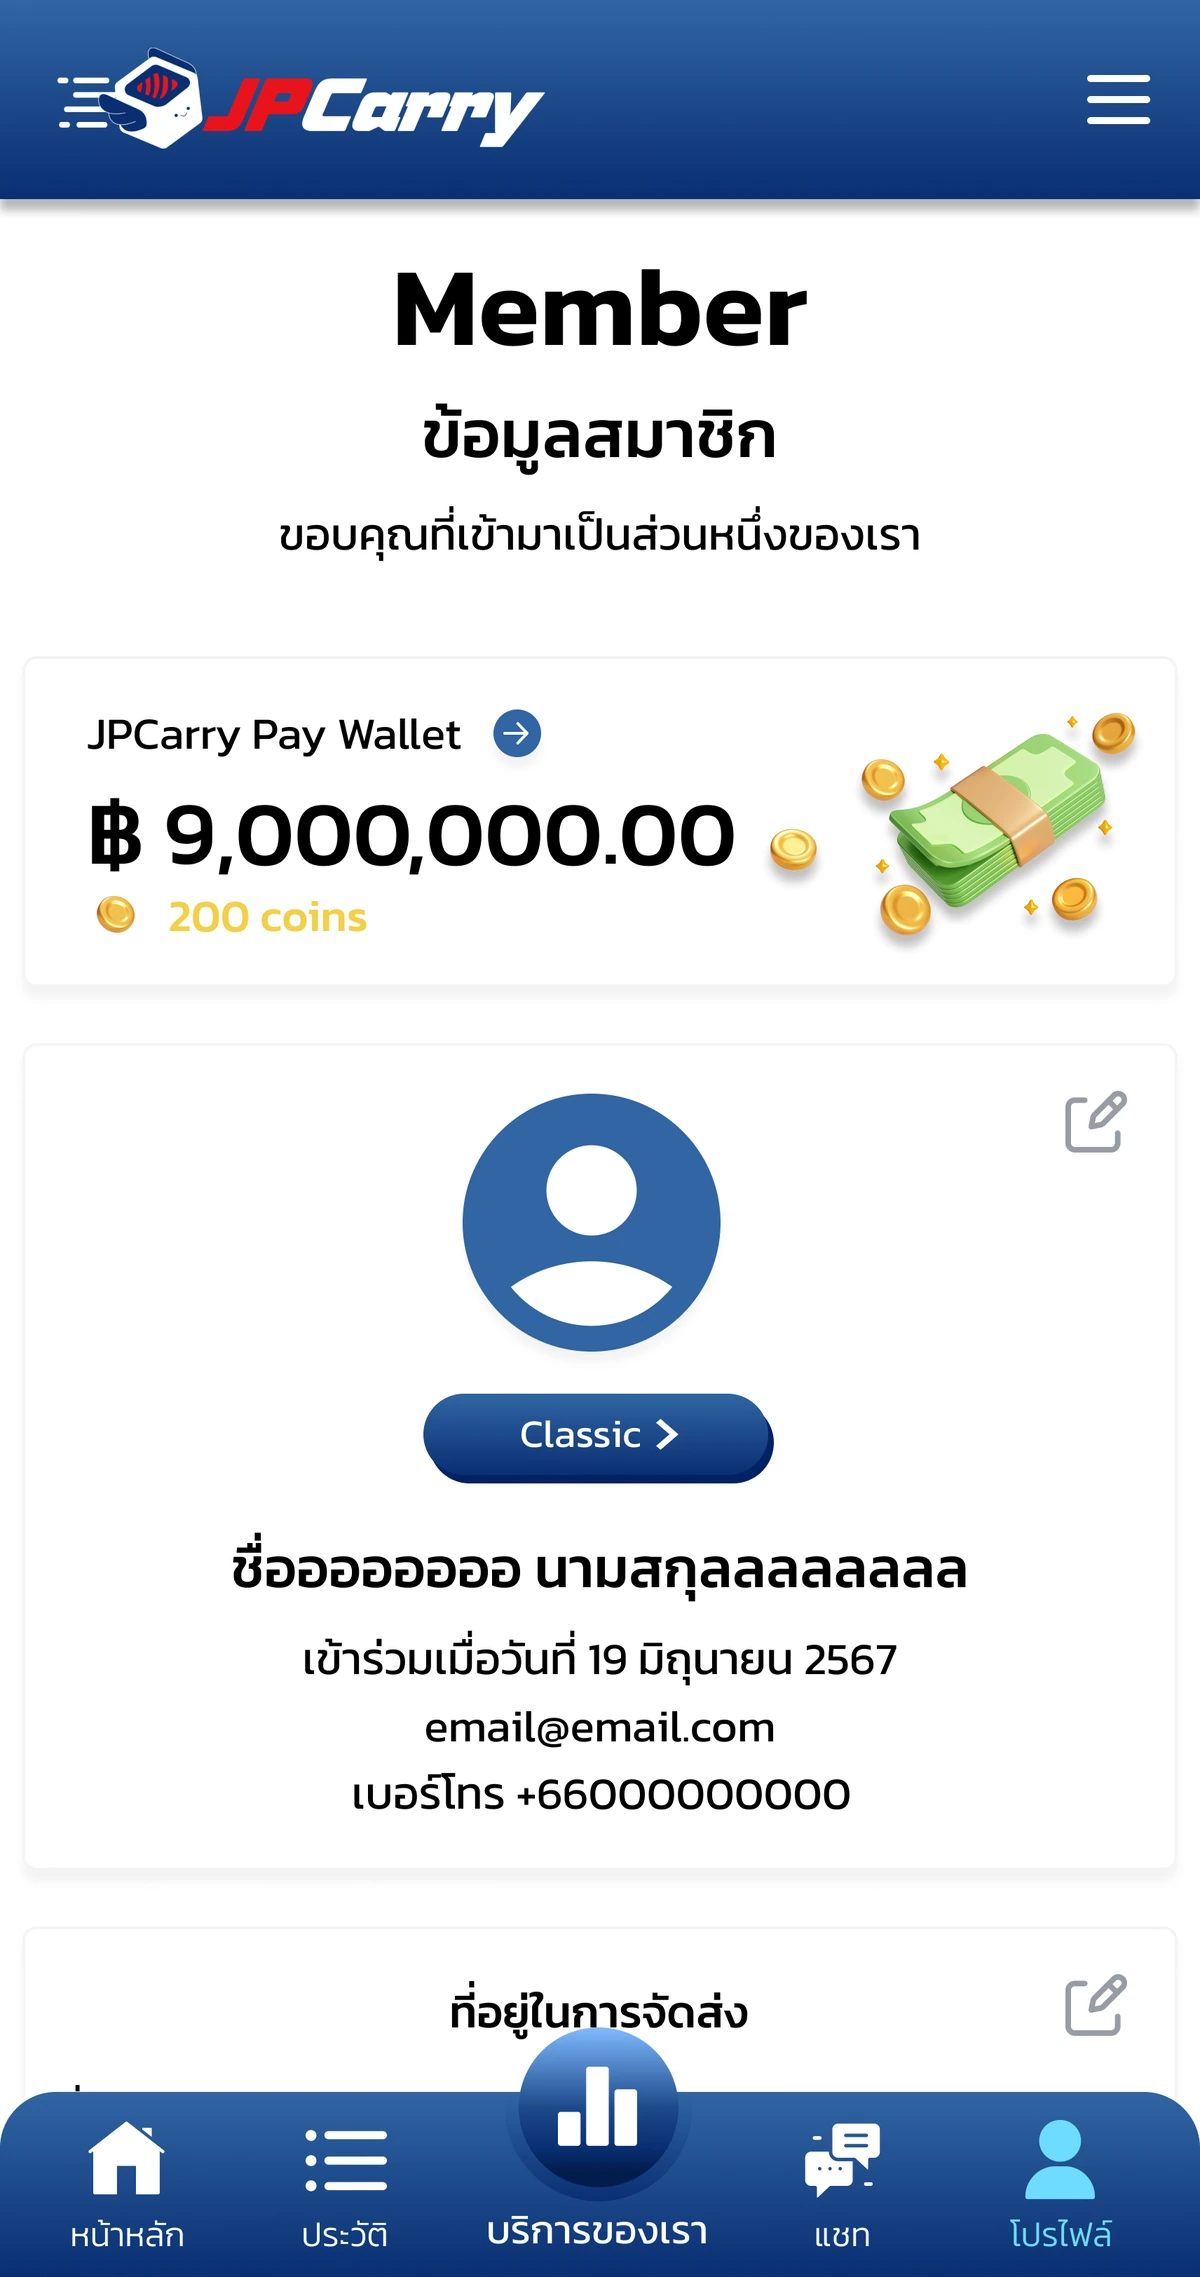 JPCarry
Member
ข้อมูลสมาชิก
ขอบคุณที่เข้ามาเป็นส่วนหนึ่งของเรา
JPCarry Pay Wallet
฿ 9,000,000.00
200 coins
Classic
ชื่ออออออออ นามสกุลลลลลลลล
เข้าร่วมเมื่อวันที่ 19 มิถุนายน 2567
email@email.com
เบอร์โทร +66000000000
ที่อยู่ในการจัดส่ง
หน้าหลัก
ประวัติ
บริการของเรา
แชท
โปรไฟล์